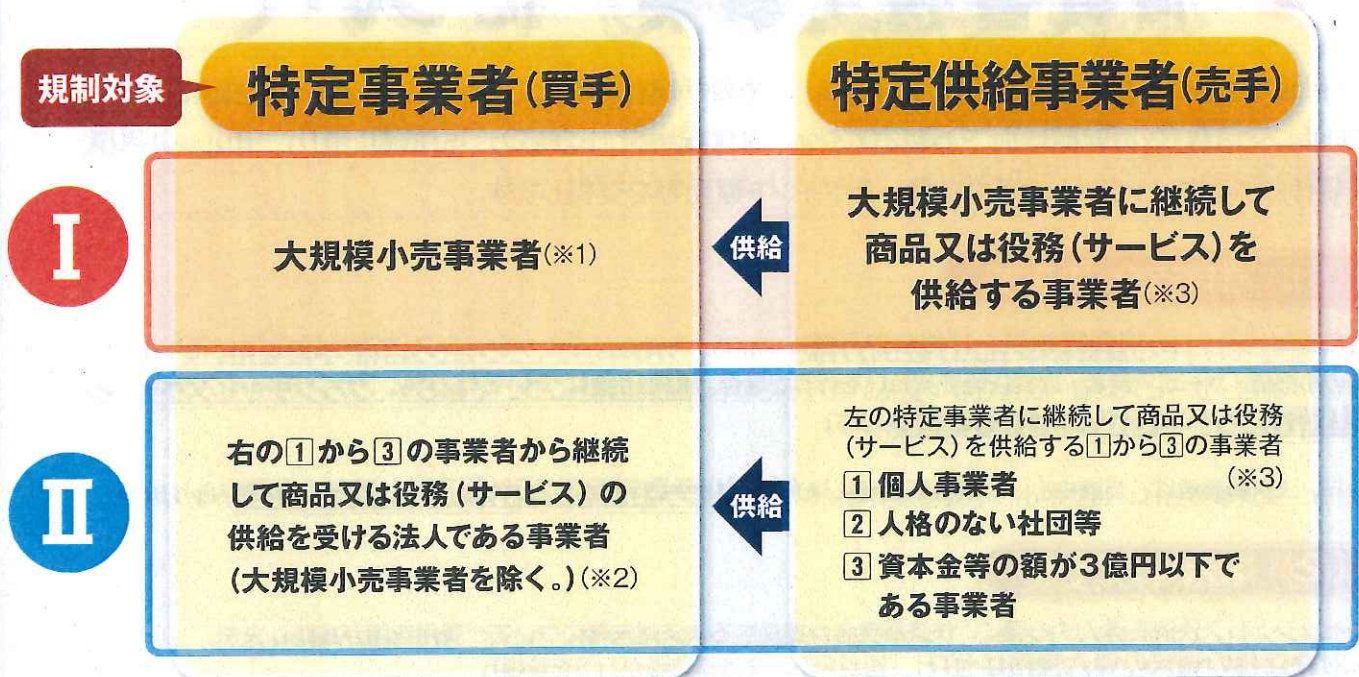 規制対象
特定事業者(買手)
特定供給事業者(売手)
I
大規模小売事業者(※1)
供給
大規模小売事業者に継続して
商品又は役務(サービス)を
供給する事業者(※3)
II
右の1から3の事業者から継続
して商品又は役務(サービス)の
供給を受ける法人である事業者
(大規模小売事業者を除く。)(※2)
供給
左の特定事業者に継続して商品又は役務
(サービス)を供給する1から3の事業者
(※3)
1 個人事業者
2 人格のない社団等
3 資本金等の額が3億円以下で
ある事業者